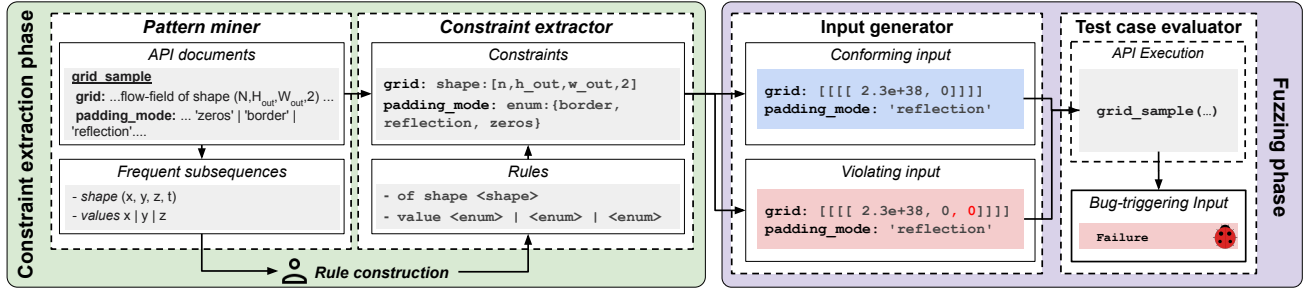 Constraint extraction phase
Pattern miner
API documents
grid_sample
grid: ...flow-field of shape (N,Hout,Wout,2) ...
padding_mode: ... 'zeros' | 'border' |
'reflection'....
Frequent subsequences
- shape (x, y, z, t)
- values x | y | z
Rule construction
Constraint extractor
Constraints
grid: shape:[n,h_out,w_out,2]
padding_mode: enum:{border,
reflection, zeros}
Rules
- of shape <shape>
- value <enum> | <enum> | <enum>
Input generator
Conforming input
grid: [[[[ 2.3e+38, 0]]]]
padding_mode: 'reflection'
Violating input
grid: [[[[ 2.3e+38, 0, 0]]]]
padding_mode: 'reflection'
Test case evaluator
API Execution
grid_sample(…)
Bug-triggering Input
Failure
Fuzzing phase